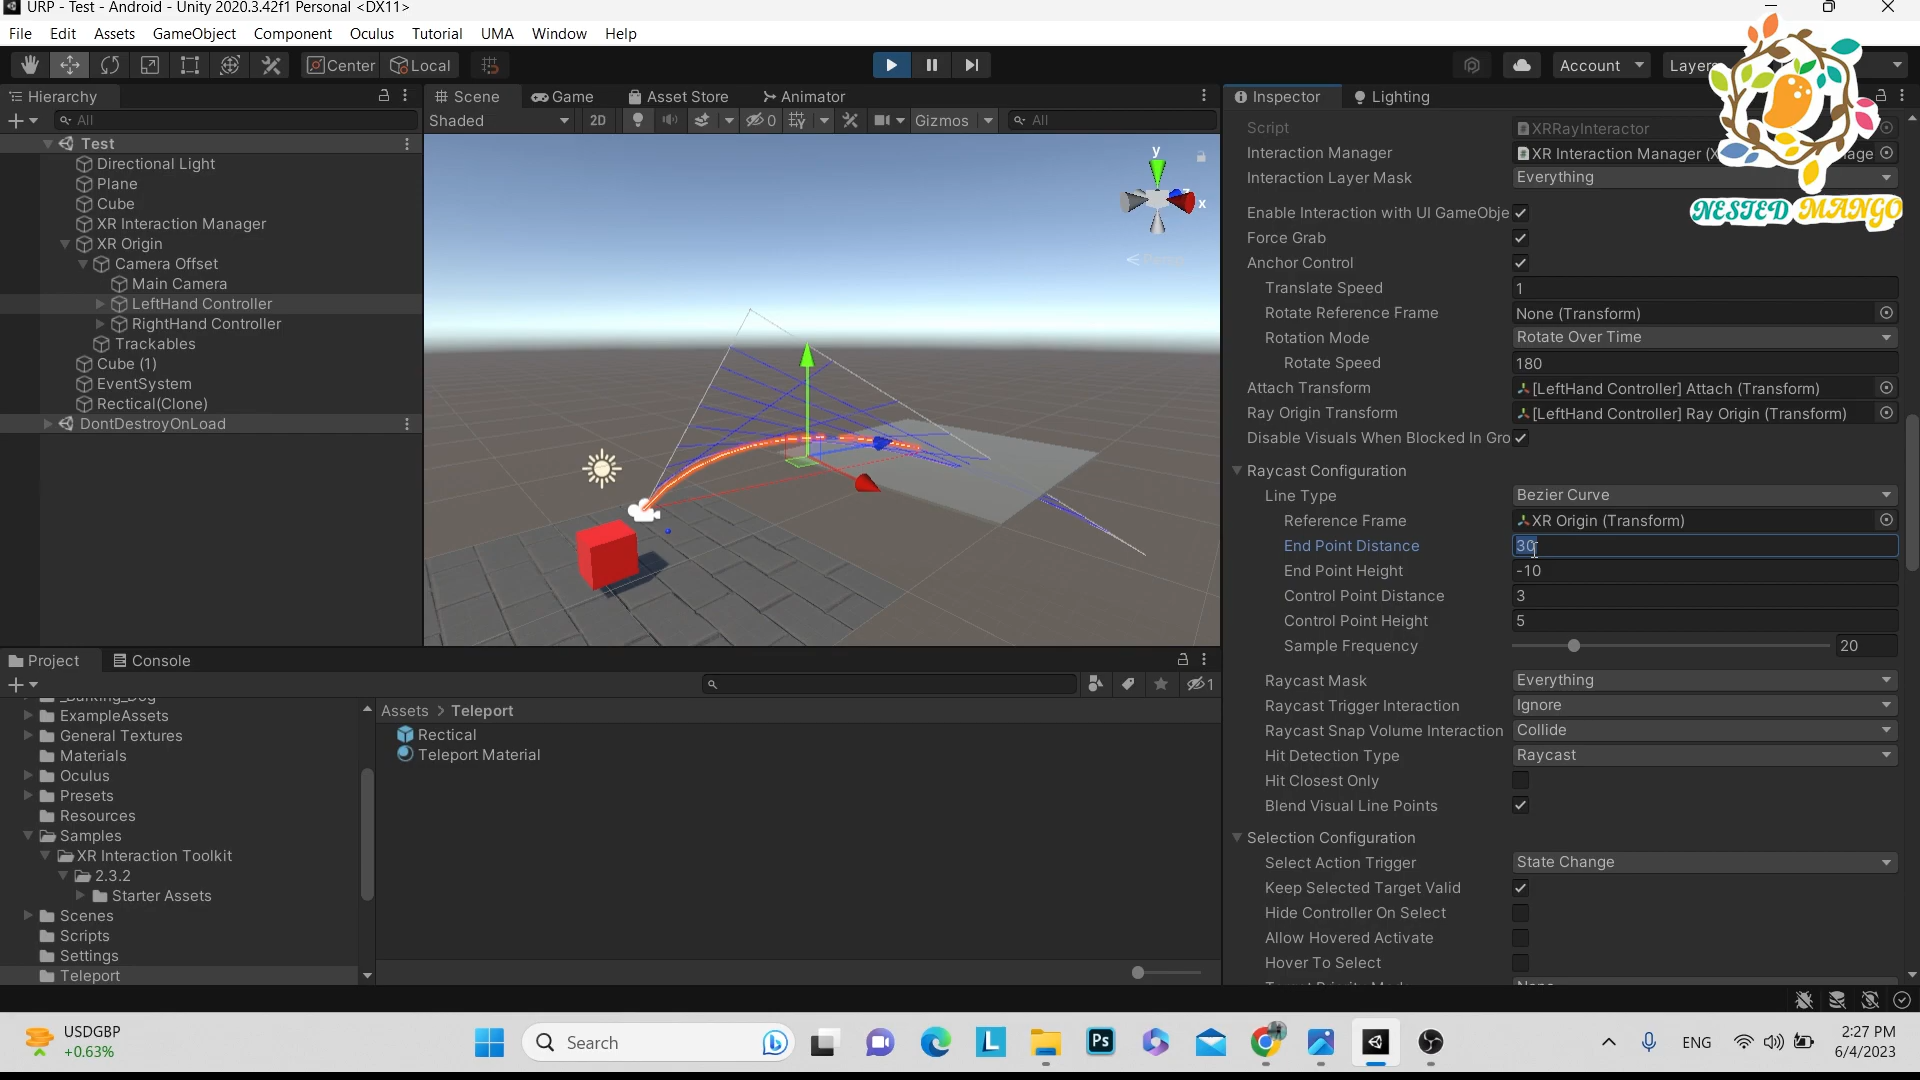 URP - Test - Android - Unity 2020.3.42f1 Personal <DX11>
File Edit Assets GameObject Component Oculus Tutorial UMA Window Help
Center Local Account Layers
Hierarchy
All
Test
Directional Light
Plane
Cube
XR Interaction Manager
XR Origin
Camera Offset
Main Camera
LeftHand Controller
RightHand Controller
Trackables
Cube (1)
EventSystem
Rectical(Clone)
DontDestroyOnLoad
Scene Game Asset Store Animator
Shaded 2D 0 Gizmos All
y
x
Persp
Inspector Lighting
NESTED MANGO
Script XRRayInteractor
Interaction Manager XR Interaction Manager (X
Interaction Layer Mask Everything
Enable Interaction with UI GameObje
Force Grab
Anchor Control
Translate Speed 1
Rotate Reference Frame None (Transform)
Rotation Mode Rotate Over Time
Rotate Speed 180
Attach Transform [LeftHand Controller] Attach (Transform)
Ray Origin Transform [LeftHand Controller] Ray Origin (Transform)
Disable Visuals When Blocked In Gro
Raycast Configuration
Line Type Bezier Curve
Reference Frame XR Origin (Transform)
End Point Distance 30
End Point Height -10
Control Point Distance 3
Control Point Height 5
Sample Frequency 20
Raycast Mask Everything
Raycast Trigger Interaction Ignore
Raycast Snap Volume Interaction Collide
Hit Detection Type Raycast
Hit Closest Only
Blend Visual Line Points
Selection Configuration
Select Action Trigger State Change
Keep Selected Target Valid
Hide Controller On Select
Allow Hovered Activate
Hover To Select
Project Console
1
_Barking_Dog
ExampleAssets
General Textures
Materials
Oculus
Presets
Resources
Samples
XR Interaction Toolkit
2.3.2
Starter Assets
Scenes
Scripts
Settings
Teleport
Assets > Teleport
Rectical
Teleport Material
USDGBP
+0.63%
Search
L
Ps
ENG
2:27 PM
6/4/2023